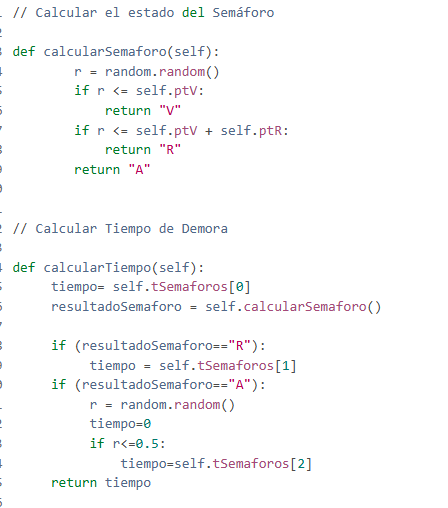 // Calcular el estado del Semáforo
def calcularSemaforo(self):
r = random.random()
if r <= self.ptV:
return "V"
if r <= self.ptV + self.ptR:
return "R"
return "A"
// Calcular Tiempo de Demora
def calcularTiempo(self):
tiempo= self.tSemaforos[0]
resultadoSemaforo = self.calcularSemaforo()
if (resultadoSemaforo=="R"):
tiempo = self.tSemaforos[1]
if (resultadoSemaforo=="A"):
r = random.random()
tiempo=0
if r<=0.5:
tiempo=self.tSemaforos[2]
return tiempo